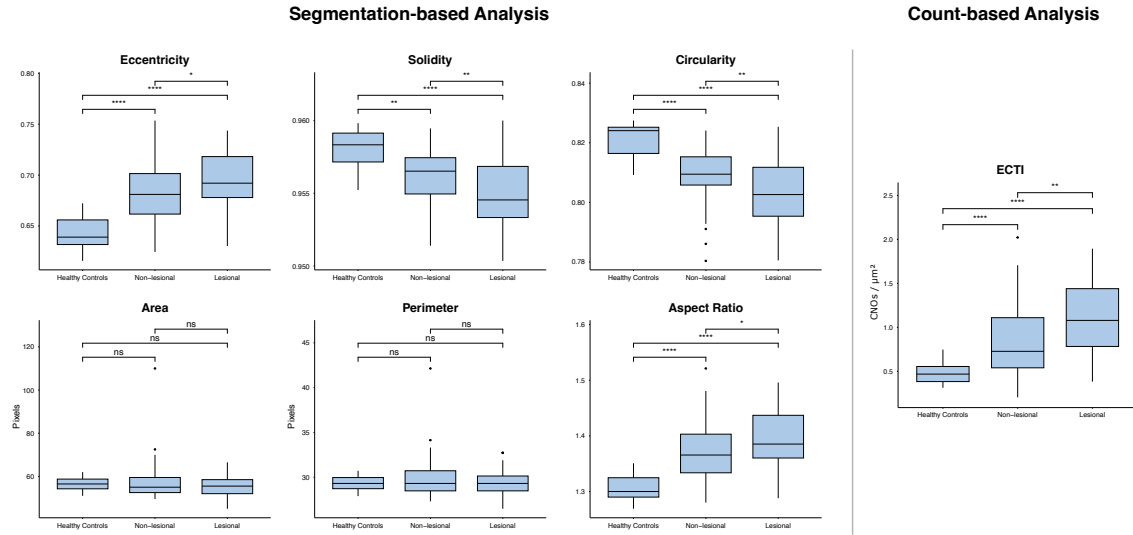 Segmentation-based Analysis
Count-based Analysis
Eccentricity
0.80
0.70
0.65
*
****
****
Healthy Controls
Non-lesional
Lesional
Solidity
0.960
0.955
0.950
**
****
**
Healthy Controls
Non-lesional
Lesional
Circularity
0.84
0.82
0.80
0.78
**
****
****
Healthy Controls
Non-lesional
Lesional
Area
Pixels
120
100
80
60
ns
ns
ns
Healthy Controls
Non-lesional
Lesional
Perimeter
Pixels
45
40
35
30
ns
ns
ns
Healthy Controls
Non-lesional
Lesional
Aspect Ratio
1.6
1.5
1.4
1.3
*
****
****
Healthy Controls
Non-lesional
Lesional
ECTI
CNOs / µm²
2.5
2.0
1.5
1.0
0.5
**
****
****
Healthy Controls
Non-lesional
Lesional